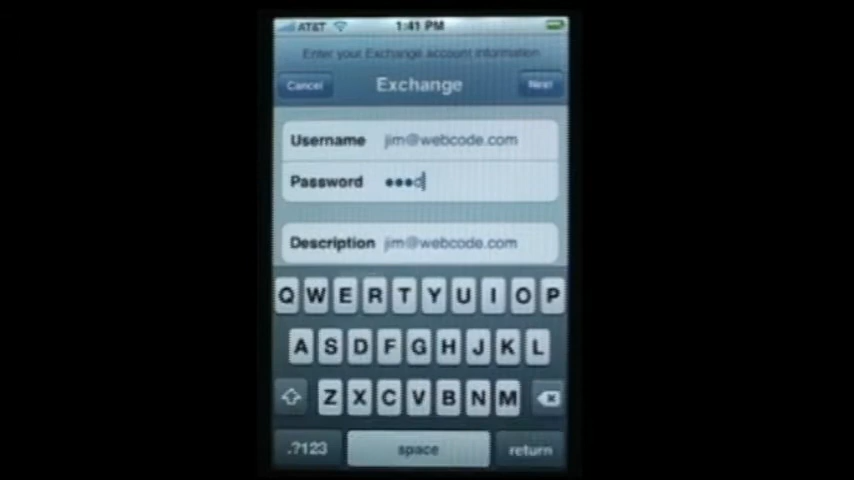 AT&T 1:41 PM
Enter your Exchange account information
Cancel Exchange Next
Username jim@webcode.com
Password •••d
Description jim@webcode.com
Q W E R T Y U I O P
A S D F G H J K L
Z X C V B N M
.?123 space return